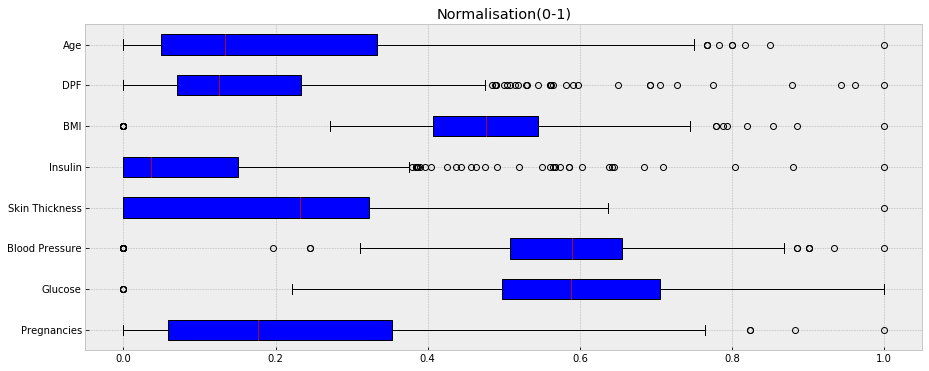 Normalisation(0-1)
Age
DPF
BMI
Insulin
Skin Thickness
Blood Pressure
Glucose
Pregnancies
0.0 0.2 0.4 0.6 0.8 1.0